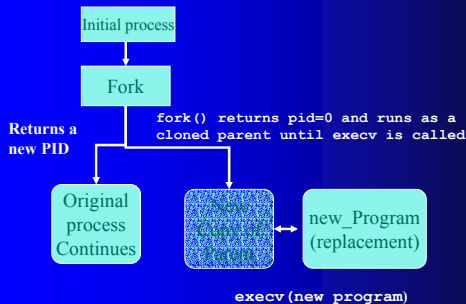 Initial process
Fork
Returns a
new PID
fork() returns pid=0 and runs as a
cloned parent until execv is called
Original
process
Continues
New
Copy of
Parent
new_Program
(replacement)
execv(new program)